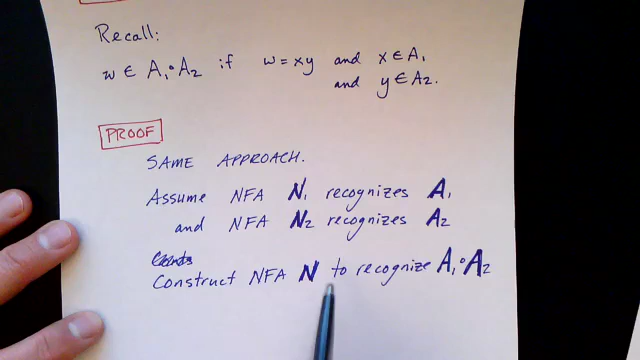 Recall:
w ∈ A₁∘A₂ if w = xy and x ∈ A₁
and y ∈ A2.
PROOF
SAME APPROACH.
Assume NFA N₁ recognizes A₁
and NFA N₂ recognizes A₂
Construct NFA N to recognize A₁∘A₂